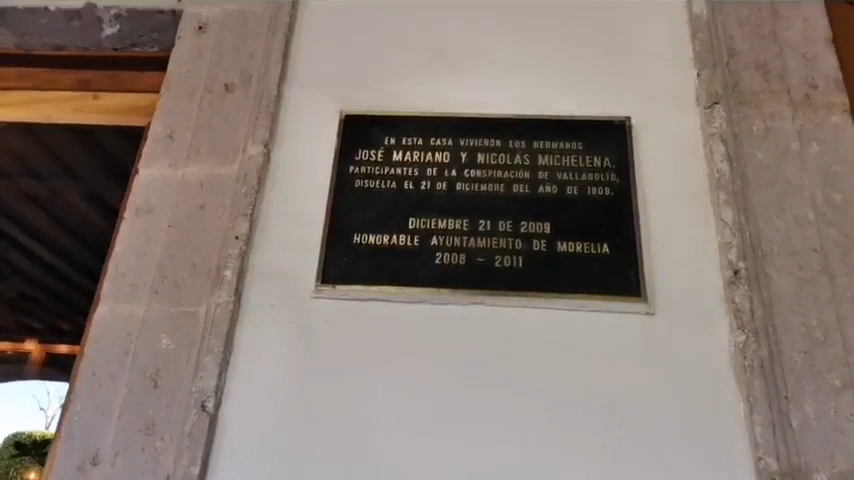 EN ESTA CASA VIVIERON LOS HERMANOS
JOSÉ MARIANO Y NICOLÁS MICHELENA.
PARTICIPANTES DE LA CONSPIRACIÓN DE VALLADOLID,
DISUELTA EL 21 DE DICIEMBRE DEL AÑO DE 1809.
DICIEMBRE 21 DE 2009
HONORABLE AYUNTAMIENTO DE MORELIA
2008 - 2011